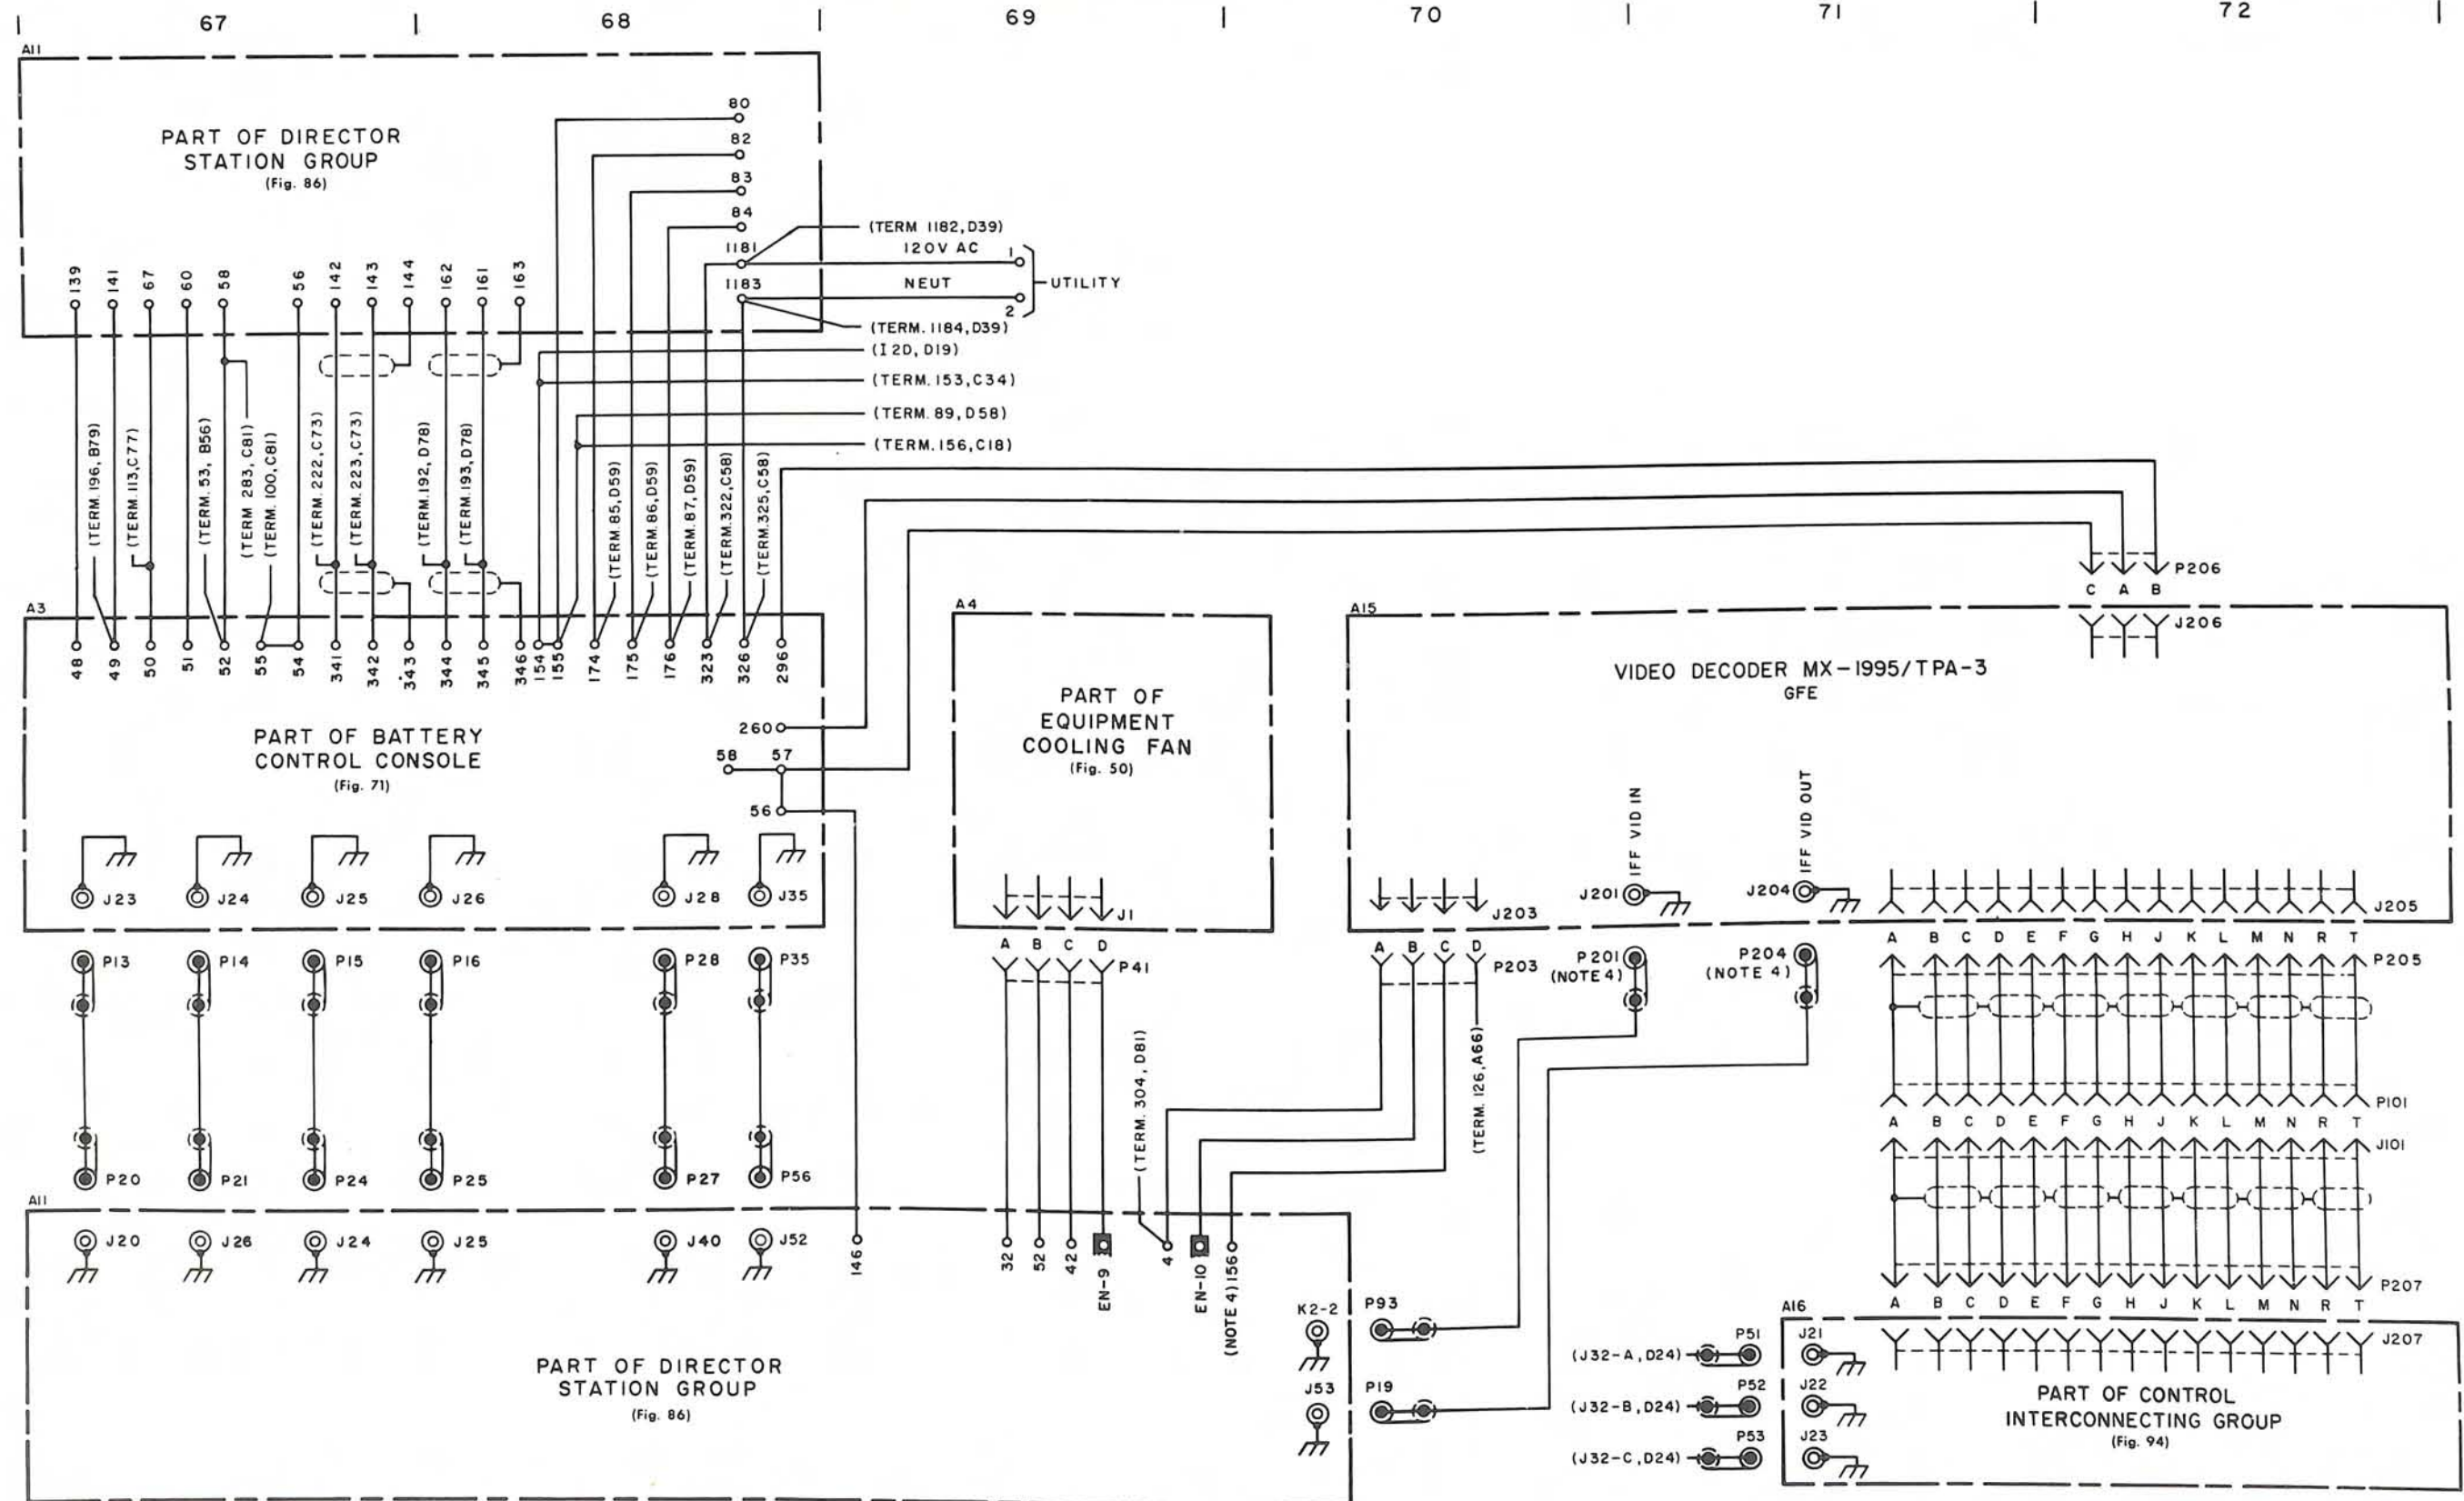 67 68 69 70 71 72
A11
PART OF DIRECTOR
STATION GROUP
(Fig. 86)
80
82
83
84
1181
1183
(TERM 1182,D39)
120V AC
1
NEUT
2
UTILITY
(TERM.1184,D39)
(I2D, D19)
(TERM.153,C34)
(TERM.89,D58)
(TERM.156,C18)
139 141 67 60 58 56 142 143 144 162 161 163
(TERM.196,B79)
(TERM.113,C77)
(TERM. 53, B56)
(TERM 283,C81)
(TERM. 100,C81)
(TERM.222,C73)
(TERM.223,C73)
(TERM.192,D78)
(TERM.193,D78)
(TERM.85,D59)
(TERM.86,D59)
(TERM.87,D59)
(TERM.322,C58)
(TERM.325,C58)
P206
C A B
J206
A3
48 49 50 51 52 55 54 341 342 343 344 345 346 154 155 174 175 176 323 326 296
PART OF BATTERY
CONTROL CONSOLE
(Fig. 71)
260
58 57
56
J23 J24 J25 J26 J28 J35
A4
PART OF
EQUIPMENT
COOLING FAN
(Fig. 50)
J1
A B C D
P41
A15
VIDEO DECODER MX-1995/TPA-3
GFE
IFF VID IN
IFF VID OUT
J203
J201
J204
J205
A B C D
P203
P201
(NOTE 4)
P204
(NOTE 4)
A B C D E F G H J K L M N R T
P205
P13 P14 P15 P16 P28 P35
(TERM. 304, D81)
(TERM. 126,A66)
P101
A B C D E F G H J K L M N R T
J101
P20 P21 P24 P25 P27 P56
A11
J20 J26 J24 J25 J40 J52
146
32 52 42 EN-9 4 EN-10 (NOTE 4)156
PART OF DIRECTOR
STATION GROUP
(Fig. 86)
K2-2
P93
J53
P19
P207
A B C D E F G H J K L M N R T
A16
J207
(J32-A,D24) P51 J21
(J32-B,D24) P52 J22
(J32-C,D24) P53 J23
PART OF CONTROL
INTERCONNECTING GROUP
(Fig. 94)